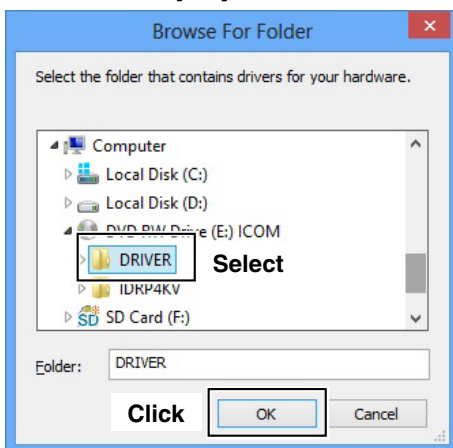 Browse For Folder
Select the folder that contains drivers for your hardware.
Computer
Local Disk (C:)
Local Disk (D:)
DVD RW Drive (E:) ICOM
DRIVER Select
IDRP4KV
SD Card (F:)
Folder: DRIVER
Click OK Cancel